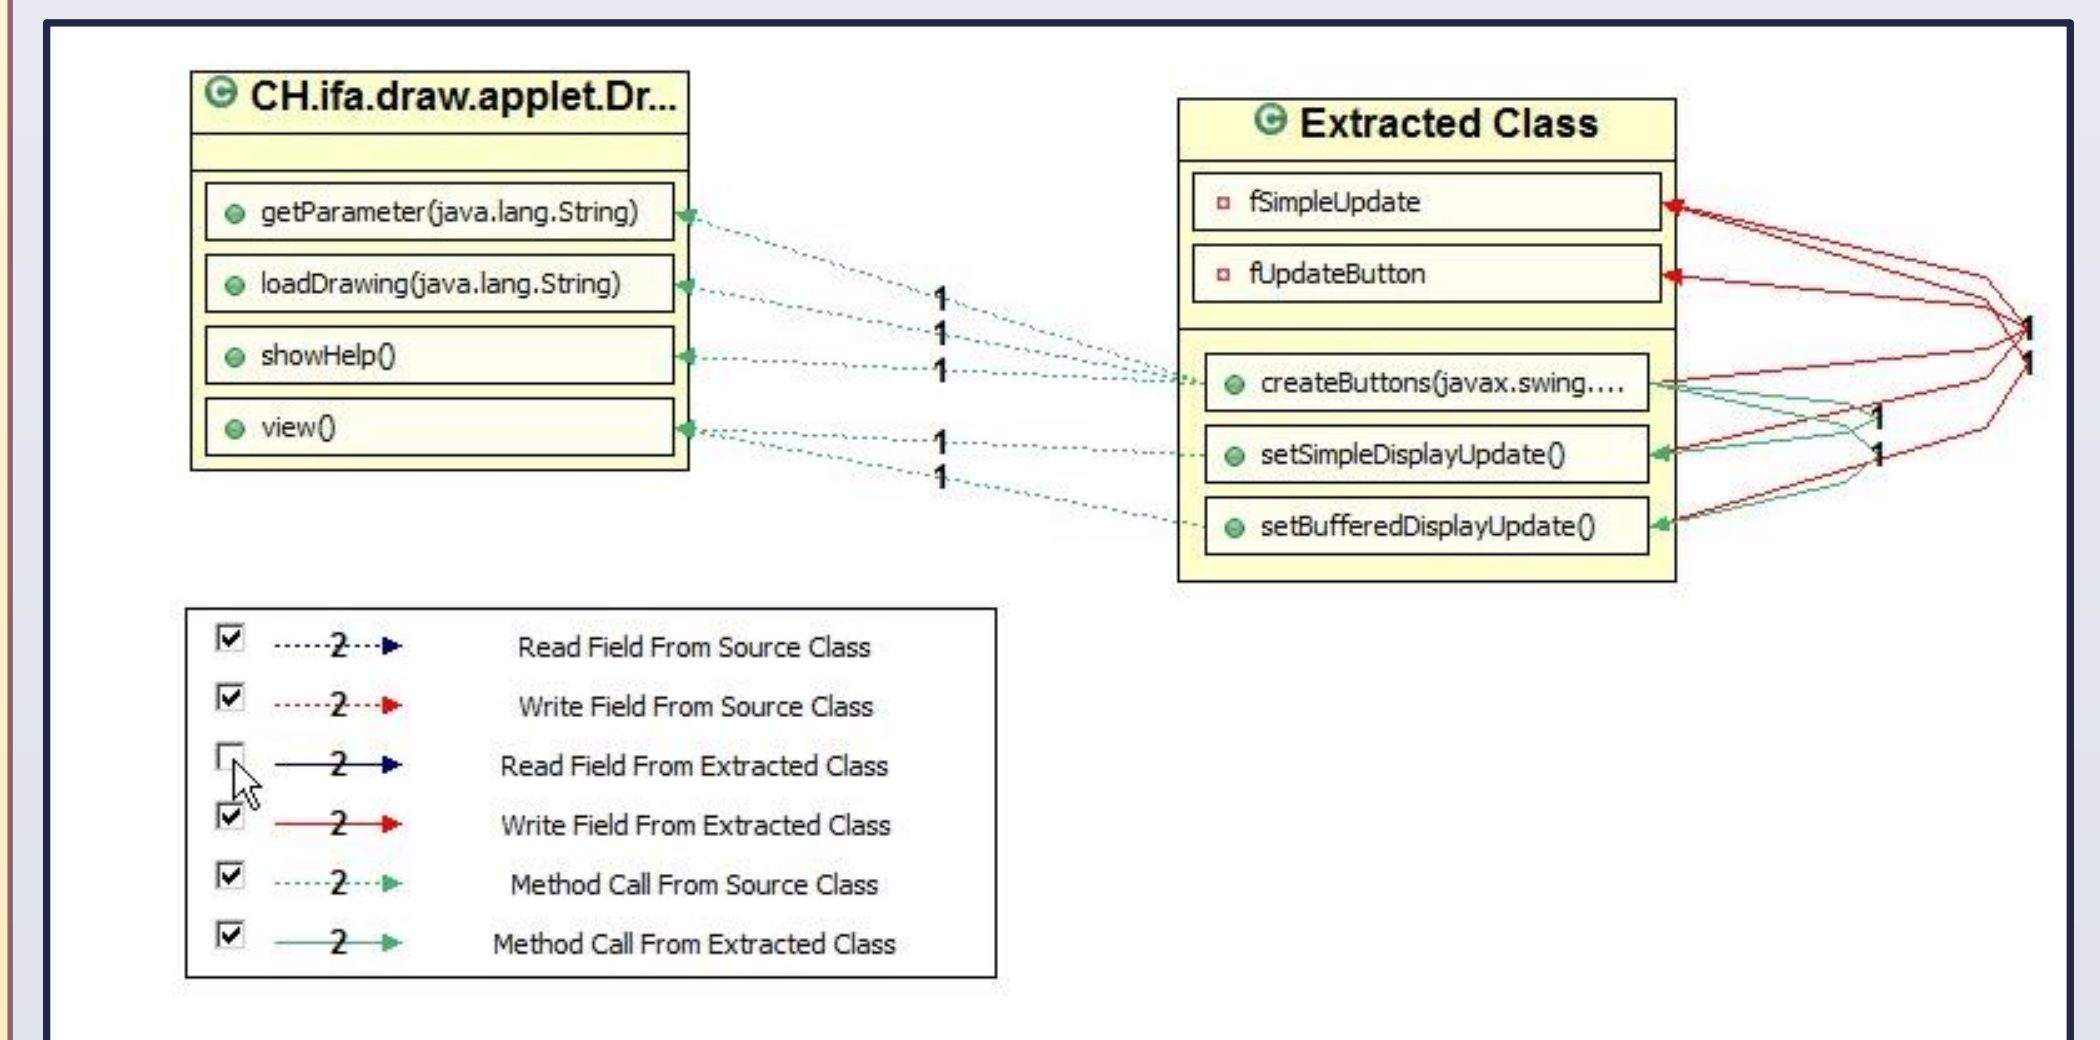 CH.ifa.draw.applet.Dr...
getParameter(java.lang.String)
loadDrawing(java.lang.String)
showHelp()
view()
1
1
1
1
1
Extracted Class
fSimpleUpdate
fUpdateButton
createButtons(javax.swing....
setSimpleDisplayUpdate()
setBufferedDisplayUpdate()
1
1
1
1
2 Read Field From Source Class
2 Write Field From Source Class
2 Read Field From Extracted Class
2 Write Field From Extracted Class
2 Method Call From Source Class
2 Method Call From Extracted Class